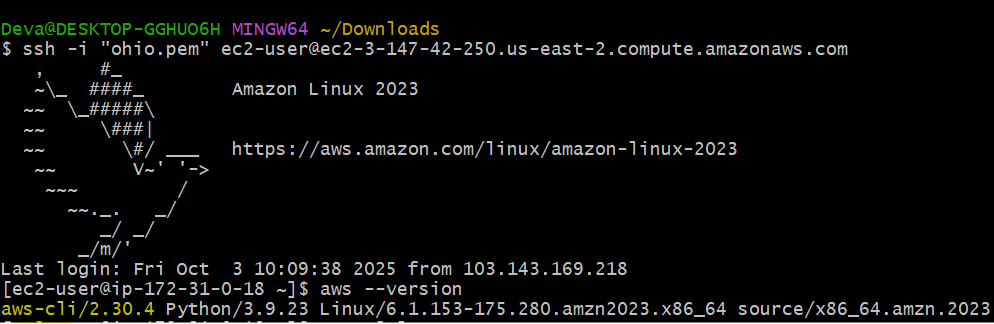 Deva@DESKTOP-GGHUO6H MINGW64 ~/Downloads
$ ssh -i "ohio.pem" ec2-user@ec2-3-147-42-250.us-east-2.compute.amazonaws.com
   ,     #_
   ~\_  ####_        Amazon Linux 2023
  ~~  \_#####\
  ~~     \###|
  ~~       \#/ ___   https://aws.amazon.com/linux/amazon-linux-2023
   ~~       V~' '->
    ~~~         /
      ~~._.   _/
         _/ _/
       _/m/'
Last login: Fri Oct  3 10:09:38 2025 from 103.143.169.218
[ec2-user@ip-172-31-0-18 ~]$ aws --version
aws-cli/2.30.4 Python/3.9.23 Linux/6.1.153-175.280.amzn2023.x86_64 source/x86_64.amzn.2023